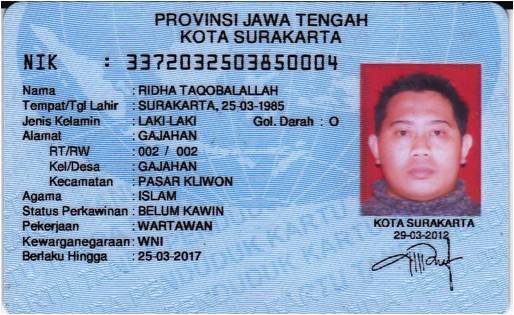 PROVINSI JAWA TENGAH
KOTA SURAKARTA
NIK : 3372032503850004
Nama : RIDHA TAQOBALALLAH
Tempat/Tgl Lahir : SURAKARTA, 25-03-1985
Jenis Kelamin : LAKI-LAKI Gol. Darah : O
Alamat : GAJAHAN
RT/RW : 002 / 002
Kel/Desa : GAJAHAN
Kecamatan : PASAR KLIWON
Agama : ISLAM
Status Perkawinan : BELUM KAWIN
Pekerjaan : WARTAWAN
Kewarganegaraan : WNI
Berlaku Hingga : 25-03-2017
KOTA SURAKARTA
29-03-2012